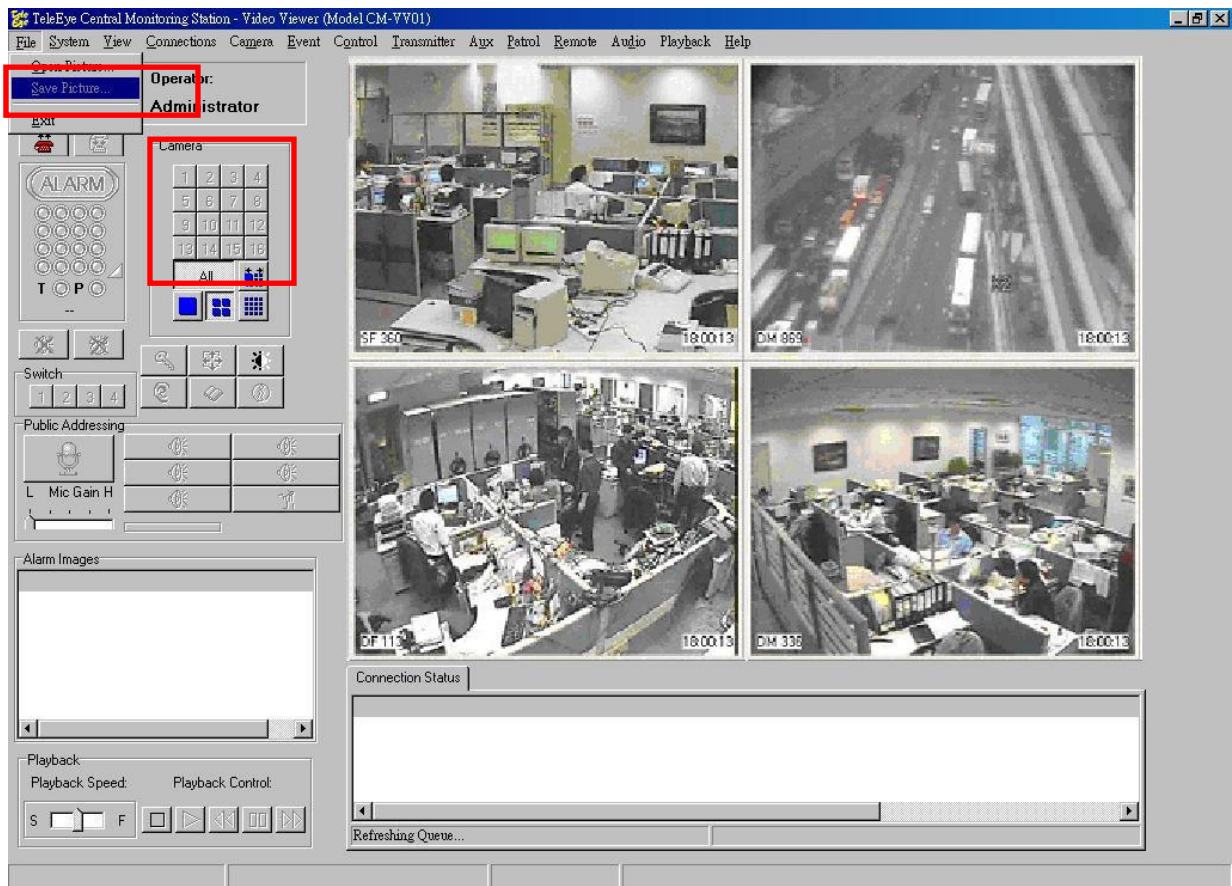 TeleEye Central Monitoring Station - Video Viewer (Model CM-VV01)
File System View Connections Camera Event Control Transmitter Aux Patrol Remote Audio Playback Help
Open Picture...
Save Picture...
Exit
Operator:
Administrator
Camera
1 2 3 4
5 6 7 8
9 10 11 12
13 14 15 16
All
ALARM
T P
--
Switch
1 2 3 4
Public Addressing
L Mic Gain H
Alarm Images
Playback
Playback Speed: Playback Control:
S F
SF 360 18:00:13
DM 869 18:00:13
DF 113 18:00:13
DM 336 18:00:13
Connection Status
Refreshing Queue...